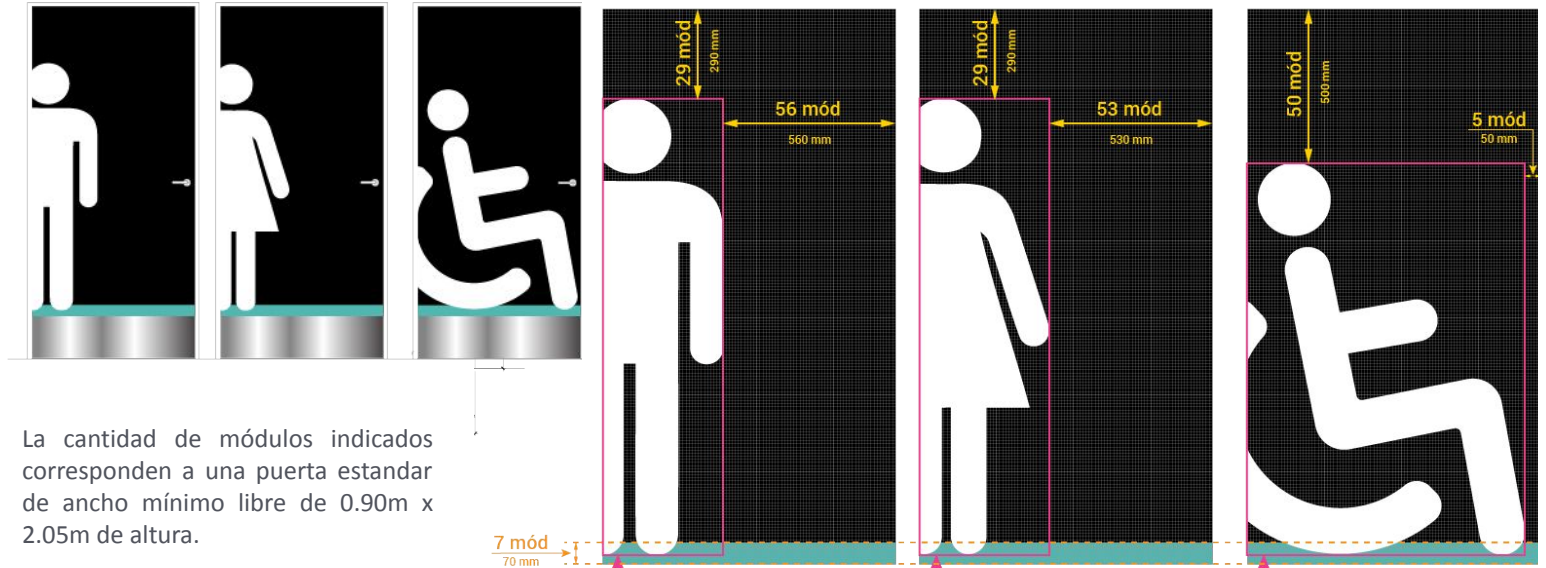 29 mód
290 mm
56 mód
560 mm
29 mód
290 mm
53 mód
530 mm
50 mód
500 mm
5 mód
50 mm
La cantidad de módulos indicados
corresponden a una puerta estandar
de ancho mínimo libre de 0.90m x
2.05m de altura.
7 mód
70 mm